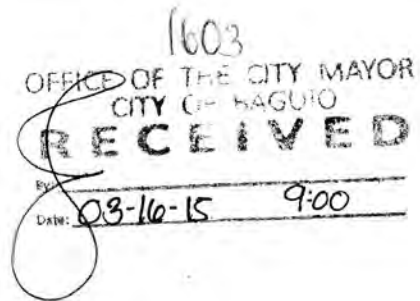 1603
OFFICE OF THE CITY MAYOR
CITY OF BAGUIO
RECEIVED
By:
Date: 03-16-15 9:00